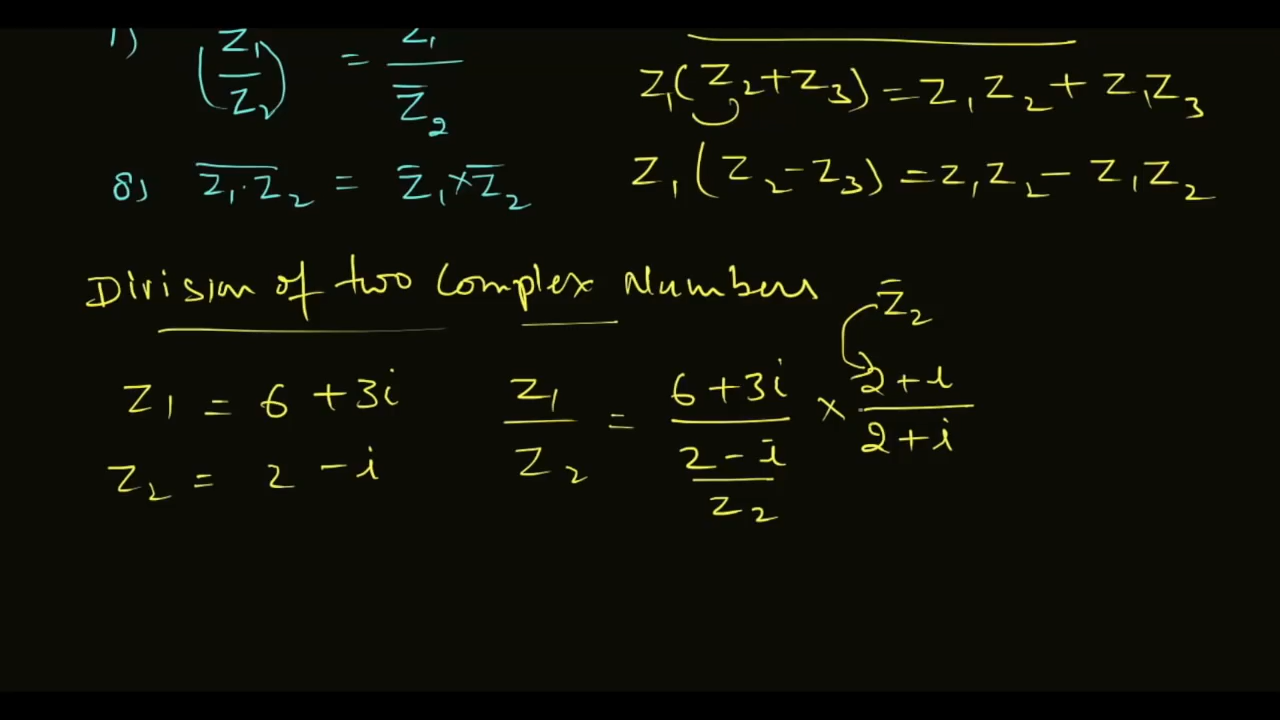 7) (z₁/z₂) = z₁/z̅₂
z₁(z₂+z₃) = z₁z₂ + z₁z₃
8) \overline{z₁·z₂} = z̅₁×z̅₂
z₁(z₂-z₃) = z₁z₂ - z₁z₂
Division of two Complex Numbers
z̅₂
z₁ = 6 + 3i
z₂ = 2 - i
z₁/z₂ = (6+3i)/(2-i) × (2+i)/(2+i)
z₂